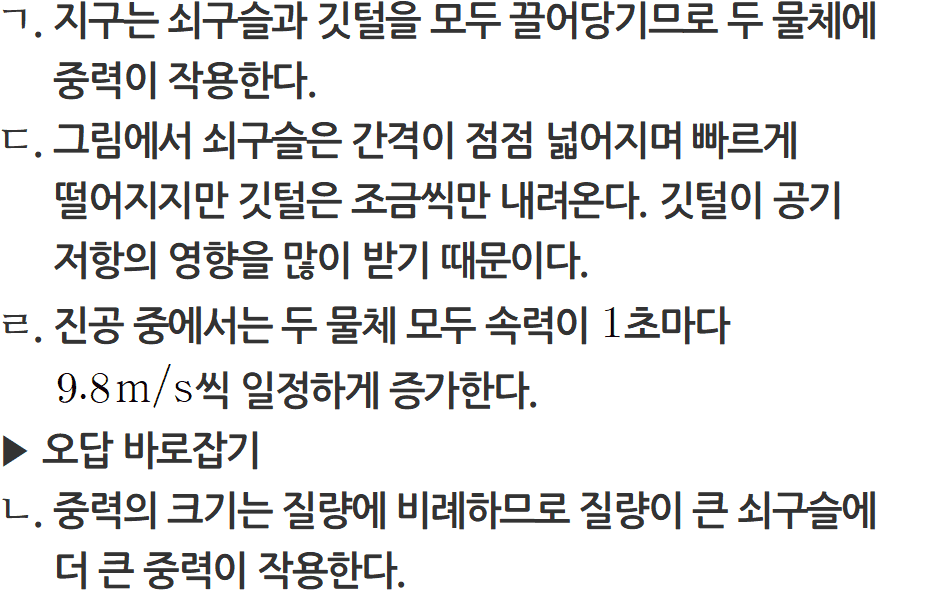 ㄱ. 지구는 쇠구슬과 깃털을 모두 끌어당기므로 두 물체에
중력이 작용한다.
ㄷ. 그림에서 쇠구슬은 간격이 점점 넓어지며 빠르게
떨어지지만 깃털은 조금씩만 내려온다. 깃털이 공기
저항의 영향을 많이 받기 때문이다.
ㄹ. 진공 중에서는 두 물체 모두 속력이 1초마다
9.8m/s씩 일정하게 증가한다.
▶ 오답 바로잡기
ㄴ. 중력의 크기는 질량에 비례하므로 질량이 큰 쇠구슬에
더 큰 중력이 작용한다.